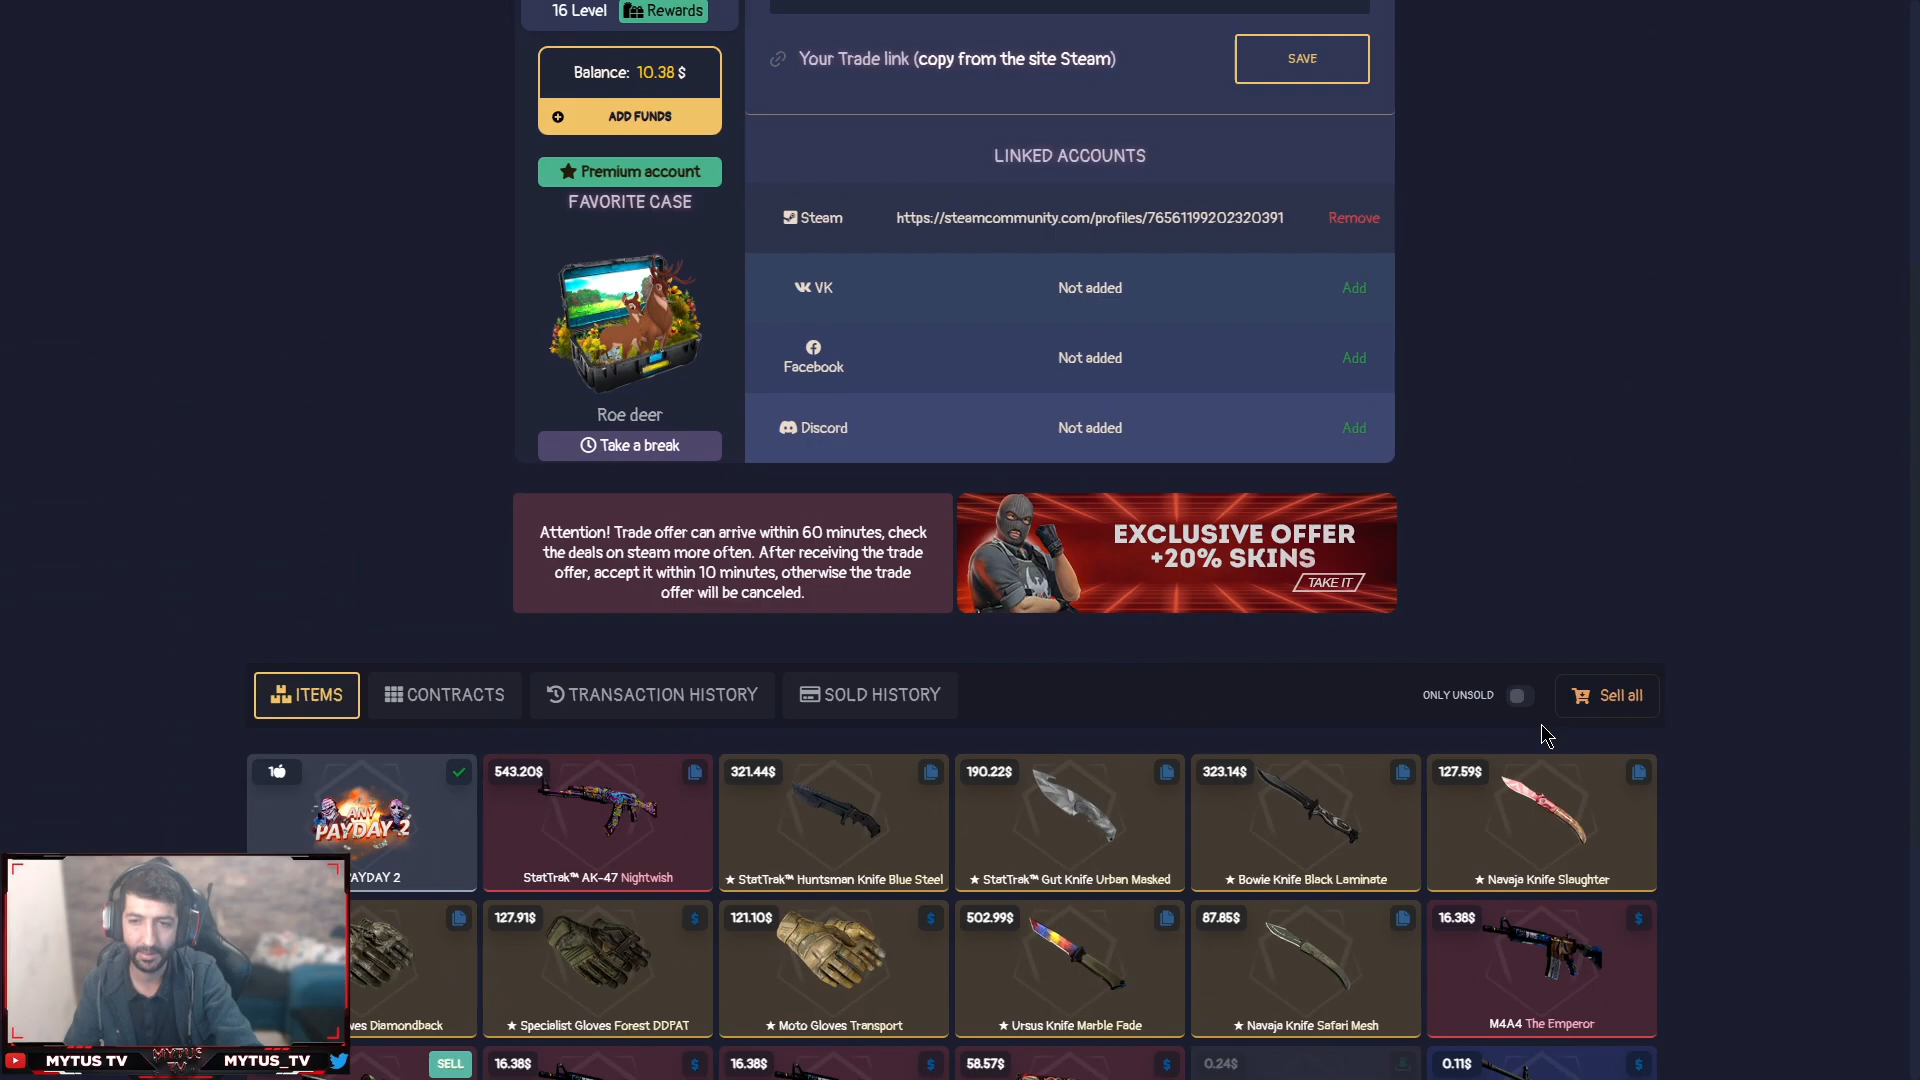 16 Level
Rewards
Balance: 10.38 $
ADD FUNDS
Premium account
FAVORITE CASE
Roe deer
Take a break
Your Trade link (copy from the site Steam)
SAVE
LINKED ACCOUNTS
Steam https://steamcommunity.com/profiles/76561199202320391 Remove
VK Not added Add
Facebook Not added Add
Discord Not added Add
Attention! Trade offer can arrive within 60 minutes, check
the deals on steam more often. After receiving the trade
offer, accept it within 10 minutes, otherwise the trade
offer will be canceled.
EXCLUSIVE OFFER
+20% SKINS
TAKE IT
ITEMS CONTRACTS TRANSACTION HISTORY SOLD HISTORY ONLY UNSOLD Sell all
1 543.20$ 321.44$ 190.22$ 323.14$ 127.59$
ANY
PAYDAY 2
PAYDAY 2 StatTrak™ AK-47 Nightwish ★ StatTrak™ Huntsman Knife Blue Steel ★ StatTrak™ Gut Knife Urban Masked ★ Bowie Knife Black Laminate ★ Navaja Knife Slaughter
127.91$ $ 121.10$ $ 502.99$ 87.85$ 16.38$ $
Diamondback ★ Specialist Gloves Forest DDPAT ★ Moto Gloves Transport ★ Ursus Knife Marble Fade ★ Navaja Knife Safari Mesh M4A4 The Emperor
SELL 16.38$ $ 16.38$ $ 58.57$ $ 0.24$ 0.11$ $
MYTUS TV MYTUS TV MYTUS_TV